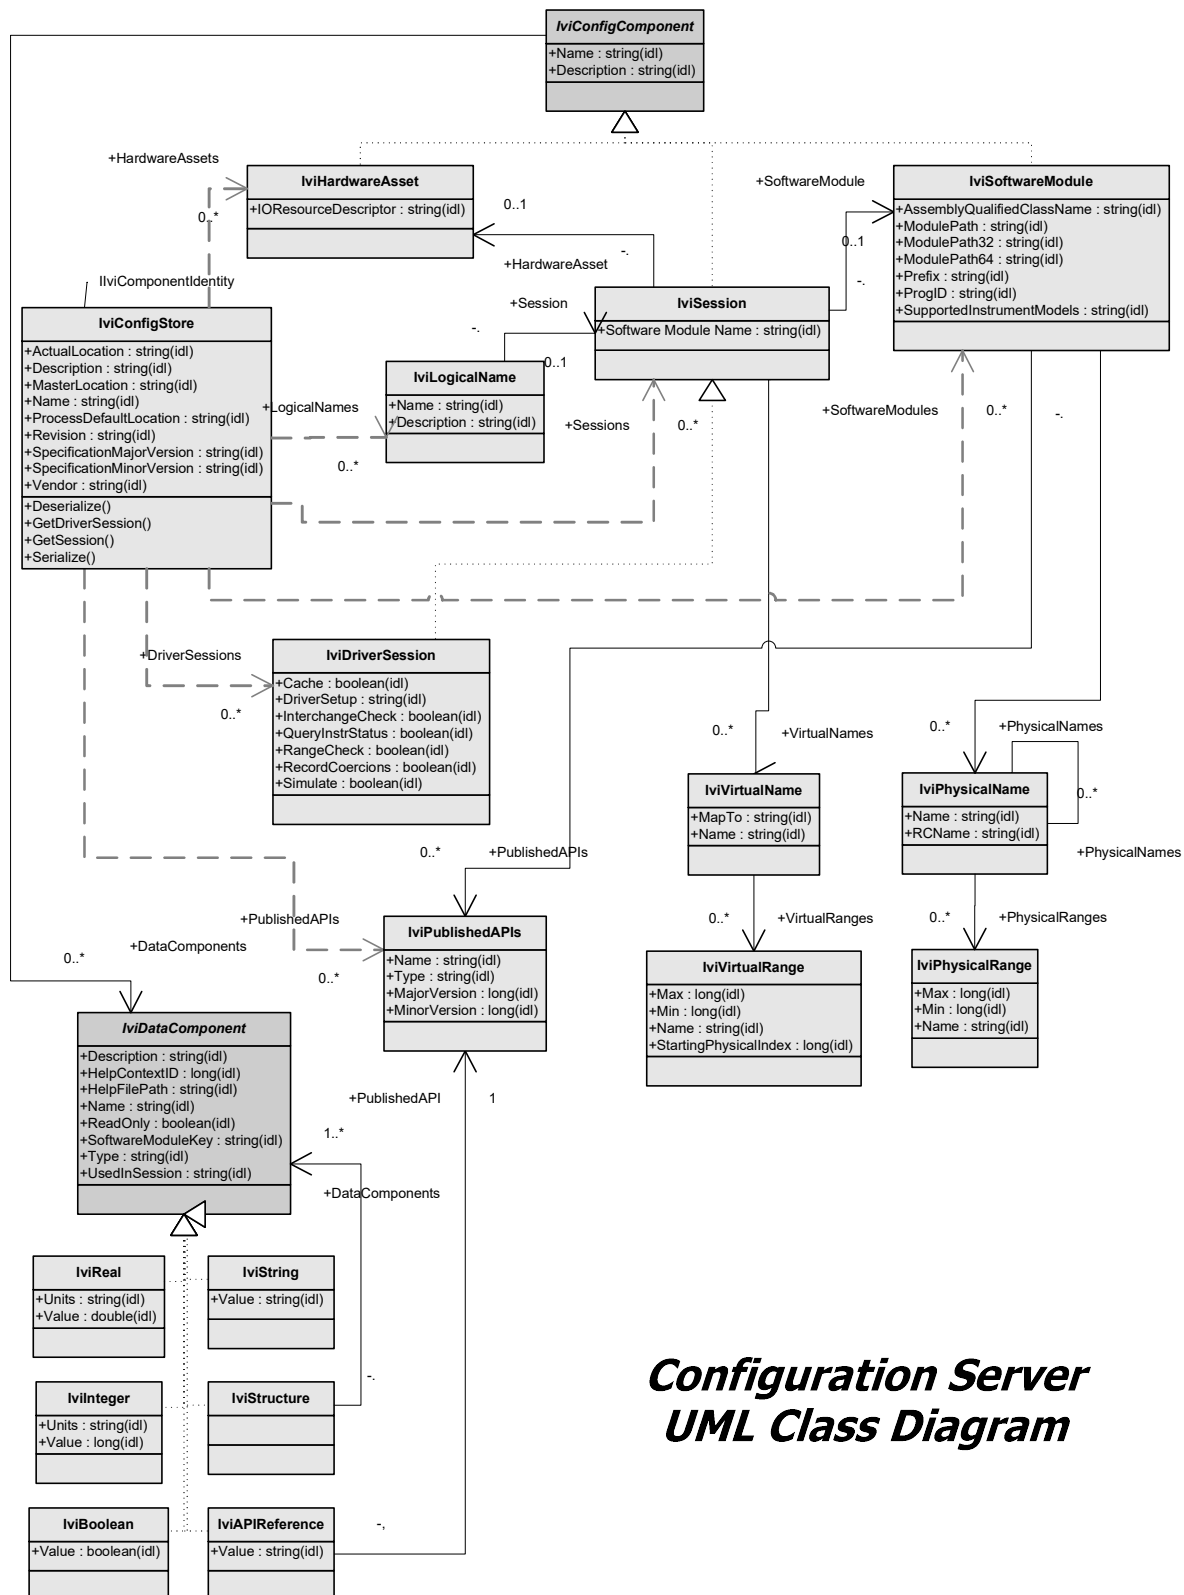 IviConfigComponent
+Name : string(idl)
+Description : string(idl)
+HardwareAssets
0..*
IviHardwareAsset
+IOResourceDescriptor : string(idl)
0..1
-.
+HardwareAsset
+SoftwareModule
0..1
-.
IviSoftwareModule
+AssemblyQualifiedClassName : string(idl)
+ModulePath : string(idl)
+ModulePath32 : string(idl)
+ModulePath64 : string(idl)
+Prefix : string(idl)
+ProgID : string(idl)
+SupportedInstrumentModels : string(idl)
IIviComponentIdentity
IviConfigStore
+ActualLocation : string(idl)
+Description : string(idl)
+MasterLocation : string(idl)
+Name : string(idl)
+ProcessDefaultLocation : string(idl)
+Revision : string(idl)
+SpecificationMajorVersion : string(idl)
+SpecificationMinorVersion : string(idl)
+Vendor : string(idl)
+Deserialize()
+GetDriverSession()
+GetSession()
+Serialize()
+Session
-.
0..1
IviSession
+Software Module Name : string(idl)
IviLogicalName
+Name : string(idl)
+Description : string(idl)
+LogicalNames
0..*
+Sessions
0..*
+SoftwareModules
0..*
-.
+DriverSessions
0..*
IviDriverSession
+Cache : boolean(idl)
+DriverSetup : string(idl)
+InterchangeCheck : boolean(idl)
+QueryInstrStatus : boolean(idl)
+RangeCheck : boolean(idl)
+RecordCoercions : boolean(idl)
+Simulate : boolean(idl)
0..*
+VirtualNames
0..*
+PhysicalNames
IviVirtualName
+MapTo : string(idl)
+Name : string(idl)
IviPhysicalName
+Name : string(idl)
+RCName : string(idl)
0..*
+PhysicalNames
0..*
+PublishedAPIs
0..*
+VirtualRanges
0..*
+PhysicalRanges
+PublishedAPIs
0..*
IviPublishedAPIs
+Name : string(idl)
+Type : string(idl)
+MajorVersion : long(idl)
+MinorVersion : long(idl)
IviVirtualRange
+Max : long(idl)
+Min : long(idl)
+Name : string(idl)
+StartingPhysicalIndex : long(idl)
IviPhysicalRange
+Max : long(idl)
+Min : long(idl)
+Name : string(idl)
+DataComponents
0..*
IviDataComponent
+Description : string(idl)
+HelpContextID : long(idl)
+HelpFilePath : string(idl)
+Name : string(idl)
+ReadOnly : boolean(idl)
+SoftwareModuleKey : string(idl)
+Type : string(idl)
+UsedInSession : string(idl)
+PublishedAPI
1
1..*
+DataComponents
IviReal
+Units : string(idl)
+Value : double(idl)
IviString
+Value : string(idl)
IviInteger
+Units : string(idl)
+Value : long(idl)
IviStructure
-.
IviBoolean
+Value : boolean(idl)
IviAPIReference
+Value : string(idl)
-,
Configuration Server
UML Class Diagram